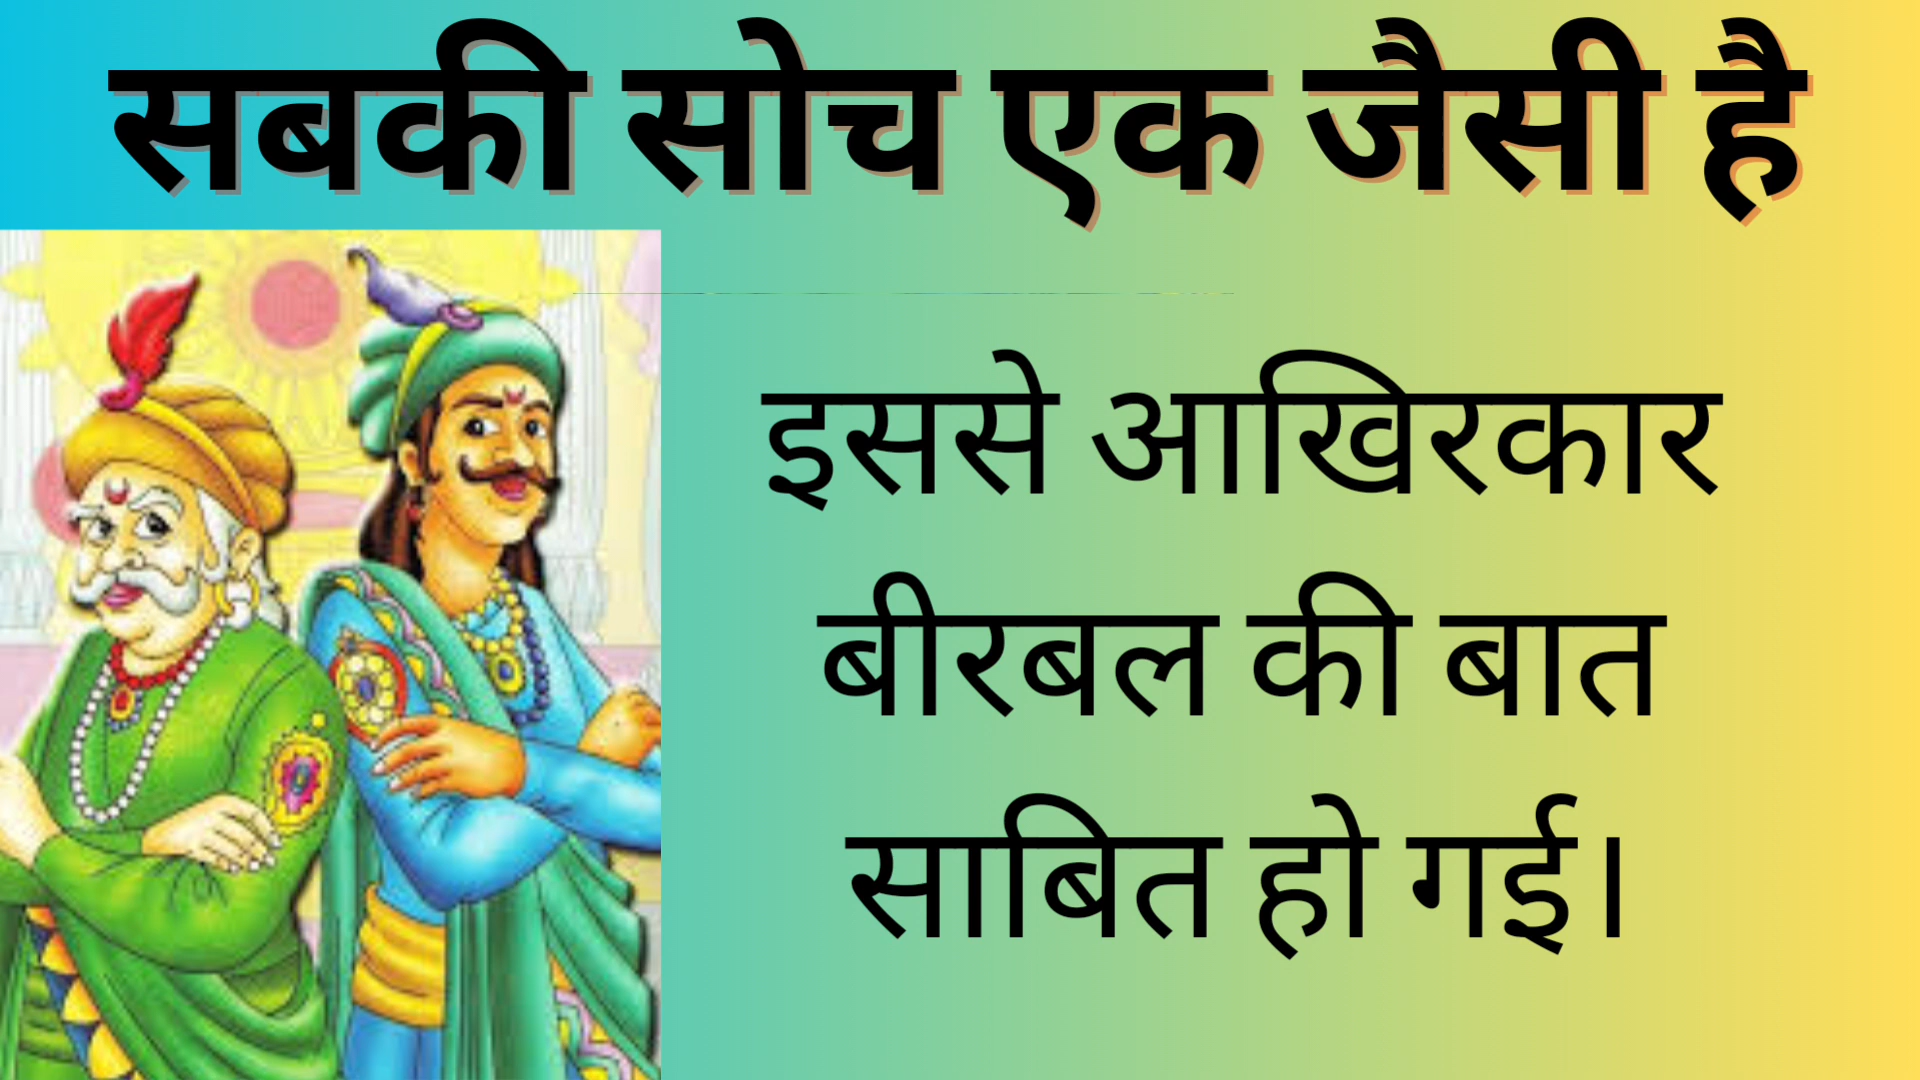 सबकी सोच एक जैसी है
इससे आखिरकार
बीरबल की बात
साबित हो गई।